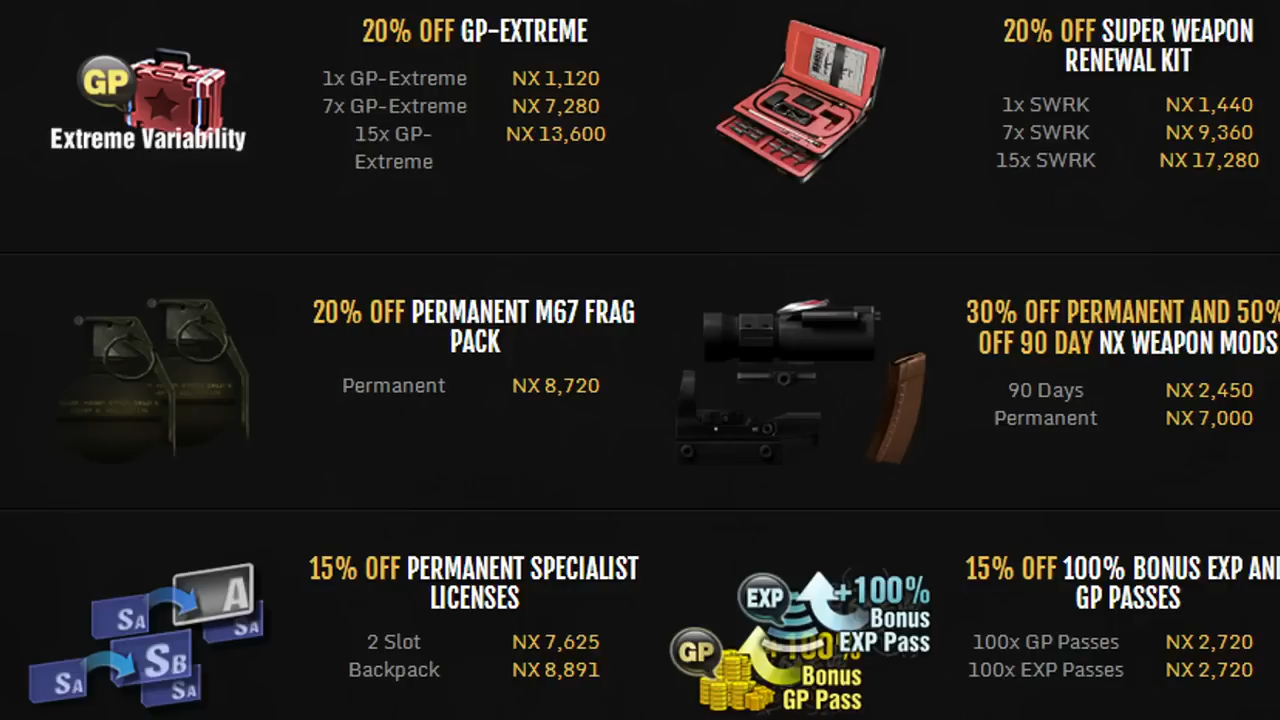 GP
Extreme Variability
20% OFF GP-EXTREME
1x GP-Extreme NX 1,120
7x GP-Extreme NX 7,280
15x GP- NX 13,600
Extreme
20% OFF SUPER WEAPON
RENEWAL KIT
1x SWRK NX 1,440
7x SWRK NX 9,360
15x SWRK NX 17,280
20% OFF PERMANENT M67 FRAG
PACK
Permanent NX 8,720
30% OFF PERMANENT AND 50%
OFF 90 DAY NX WEAPON MODS
90 Days NX 2,450
Permanent NX 7,000
A
SA
SA
SB
SA
SA
15% OFF PERMANENT SPECIALIST
LICENSES
2 Slot NX 7,625
Backpack NX 8,891
EXP +100%
Bonus
EXP Pass
GP +100%
Bonus
GP Pass
15% OFF 100% BONUS EXP AND
GP PASSES
100x GP Passes NX 2,720
100x EXP Passes NX 2,720